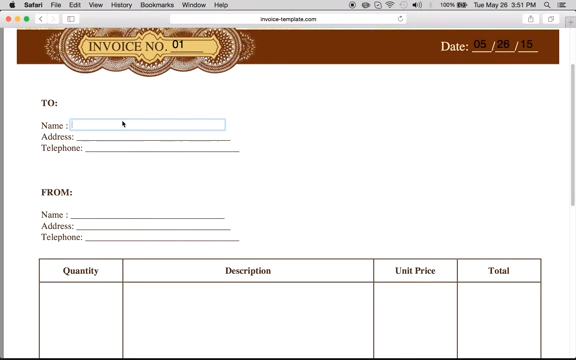 Safari File Edit View History Bookmarks Window Help 100% Tue May 26 3:51 PM
invoice-template.com
INVOICE NO. 01
Date: 05 / 26 / 15
TO:
Name :
Address:
Telephone:
FROM:
Name :
Address:
Telephone:
Quantity Description Unit Price Total